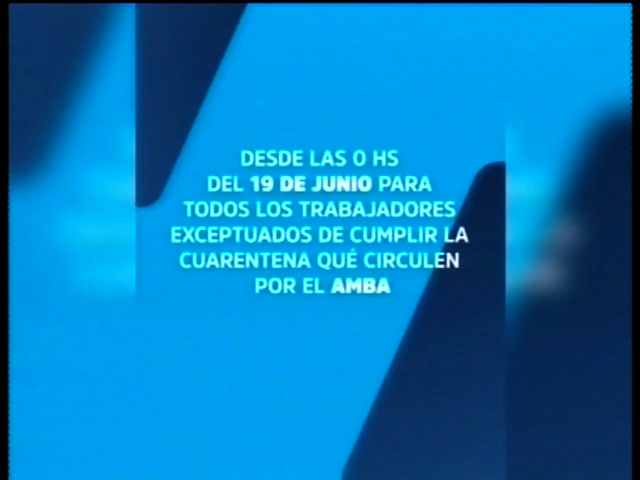 DESDE LAS 0 HS
DEL 19 DE JUNIO PARA
TODOS LOS TRABAJADORES
EXCEPTUADOS DE CUMPLIR LA
CUARENTENA QUÉ CIRCULEN
POR EL AMBA